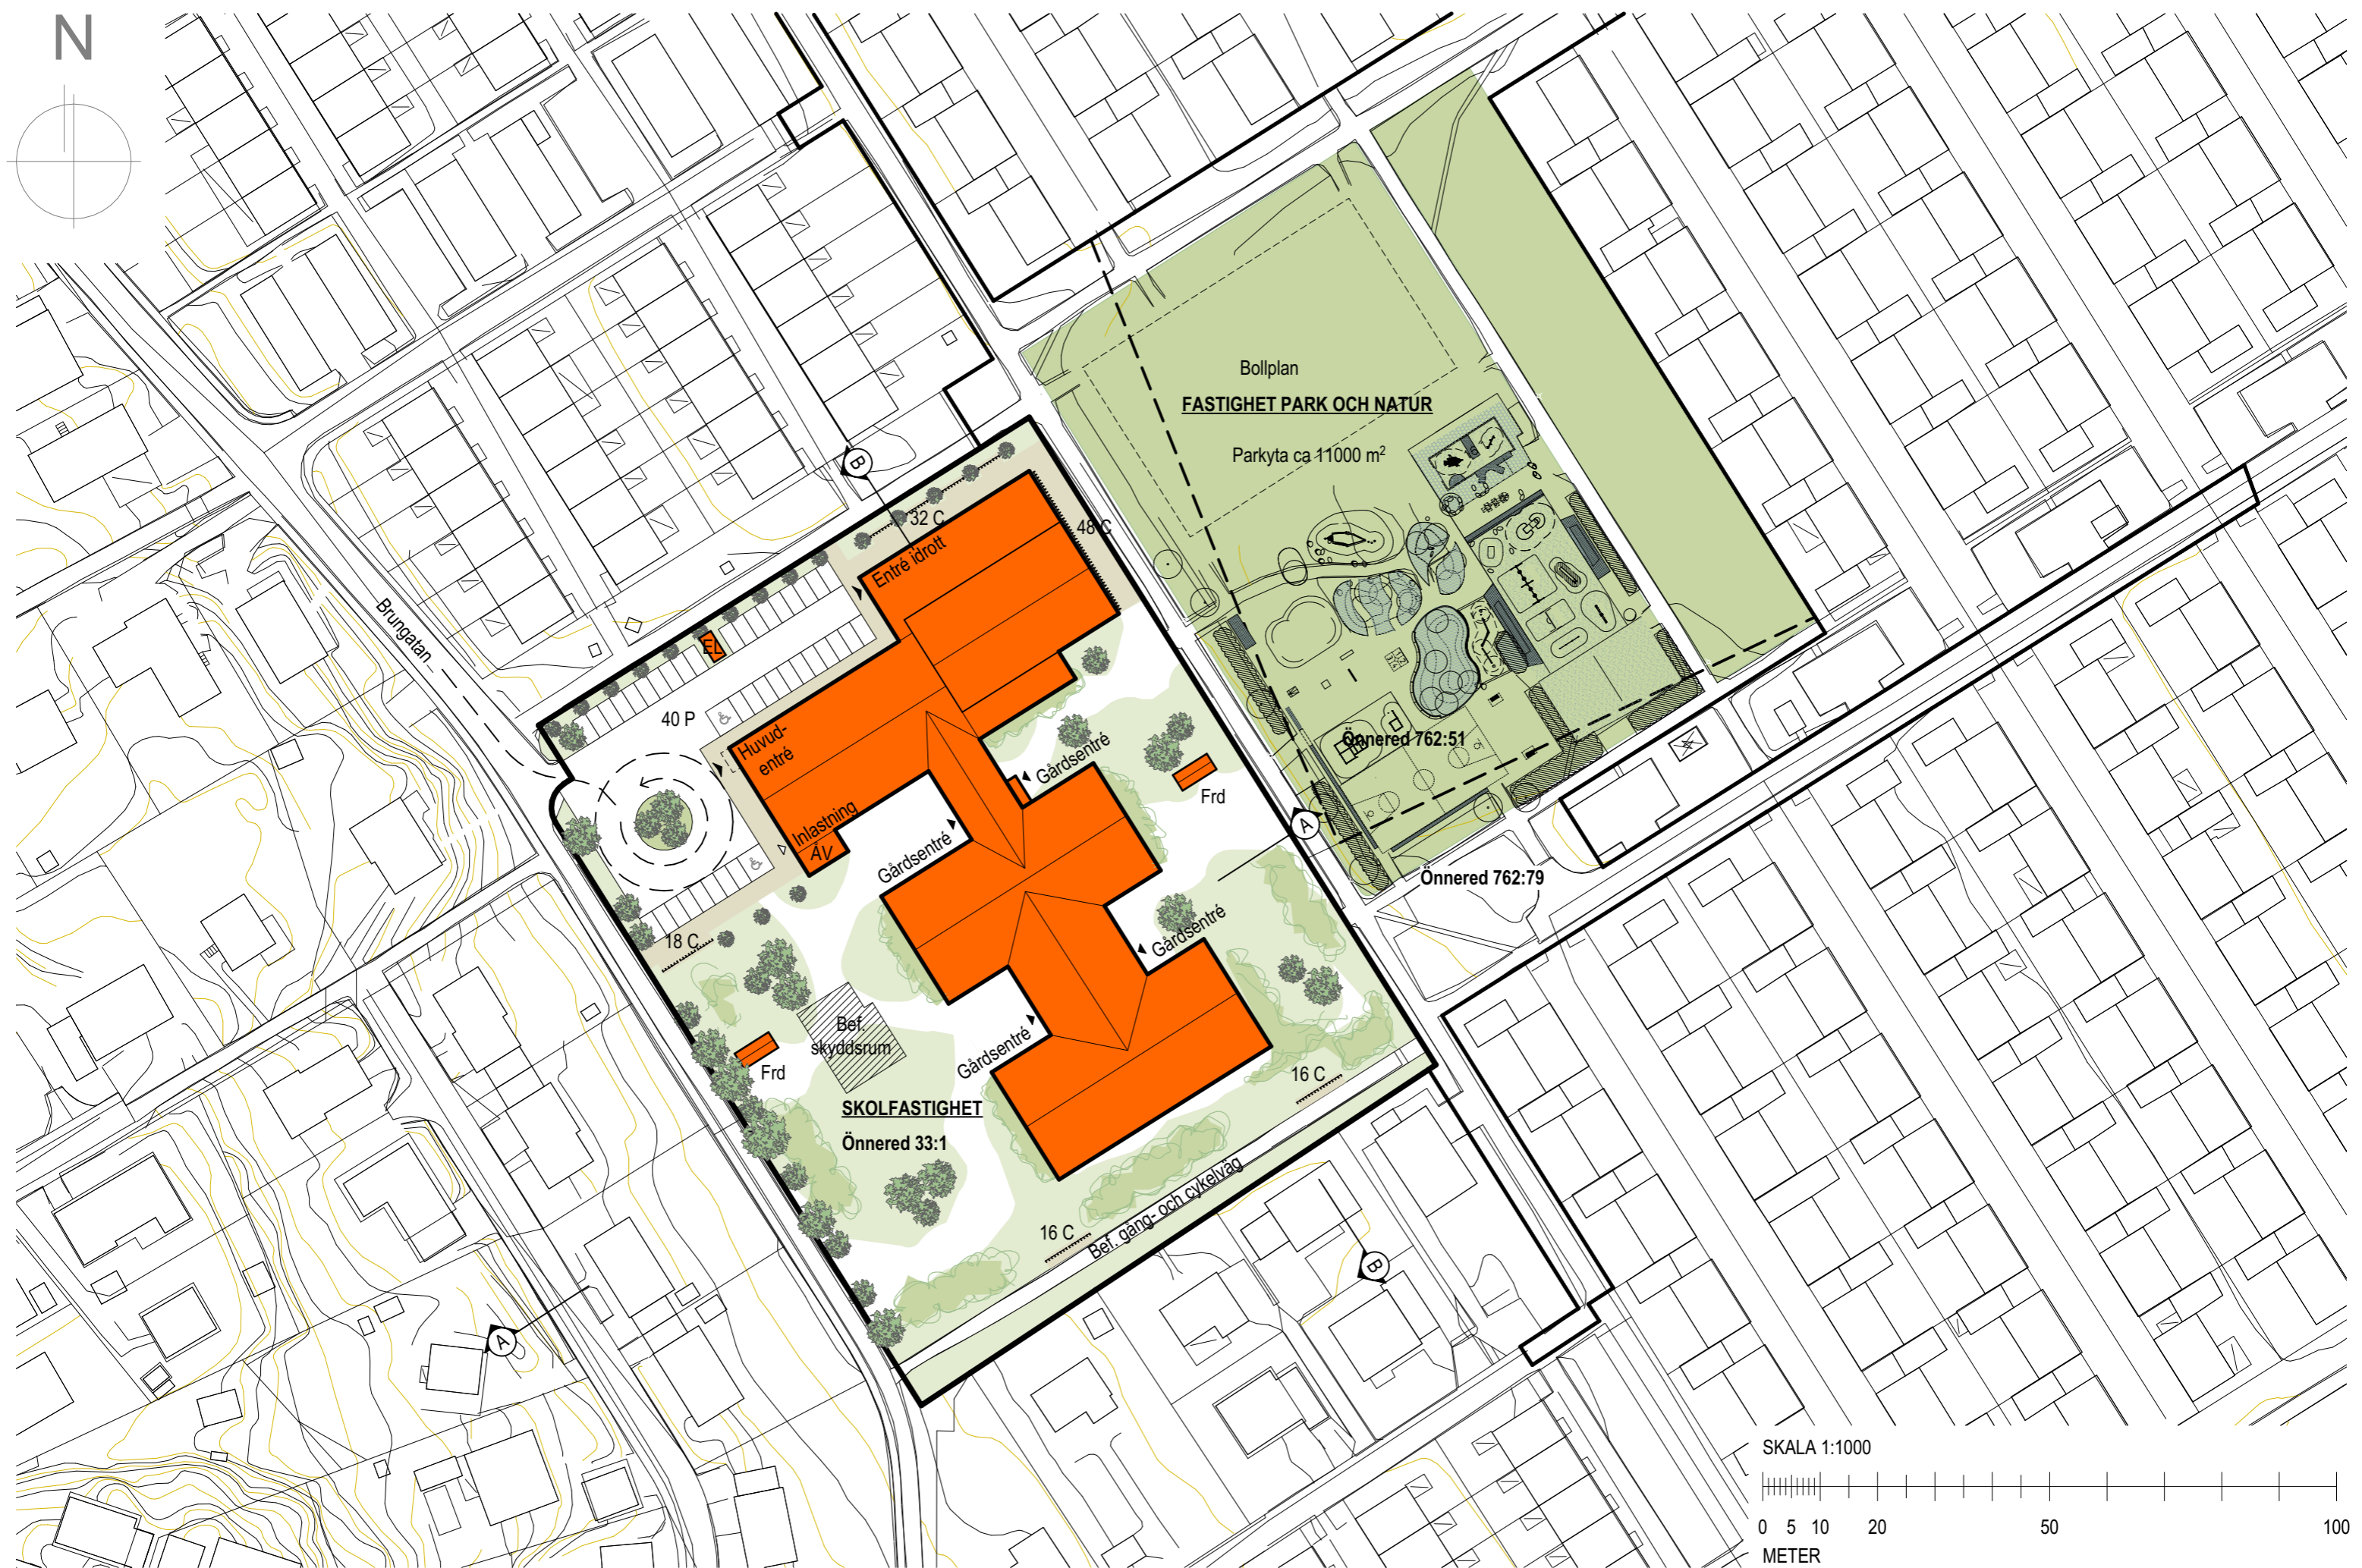 N
Bollplan
FASTIGHET PARK OCH NATUR
Parkyta ca 11000 m²
B
32 C
48 C
Entré idrott
Brungatan
EL
40 P
Huvud-
entré
Önnered 762:51
Gårdsentré
Frd
Inlastning
ÅV
Gårdsentré
A
Önnered 762:79
Gårdsentré
18 C
Bef.
skyddsrum
Gårdsentré
Frd
16 C
SKOLFASTIGHET
Önnered 33:1
16 C
Bef. gång- och cykelväg
B
A
SKALA 1:1000
0 5 10 20 50 100
METER